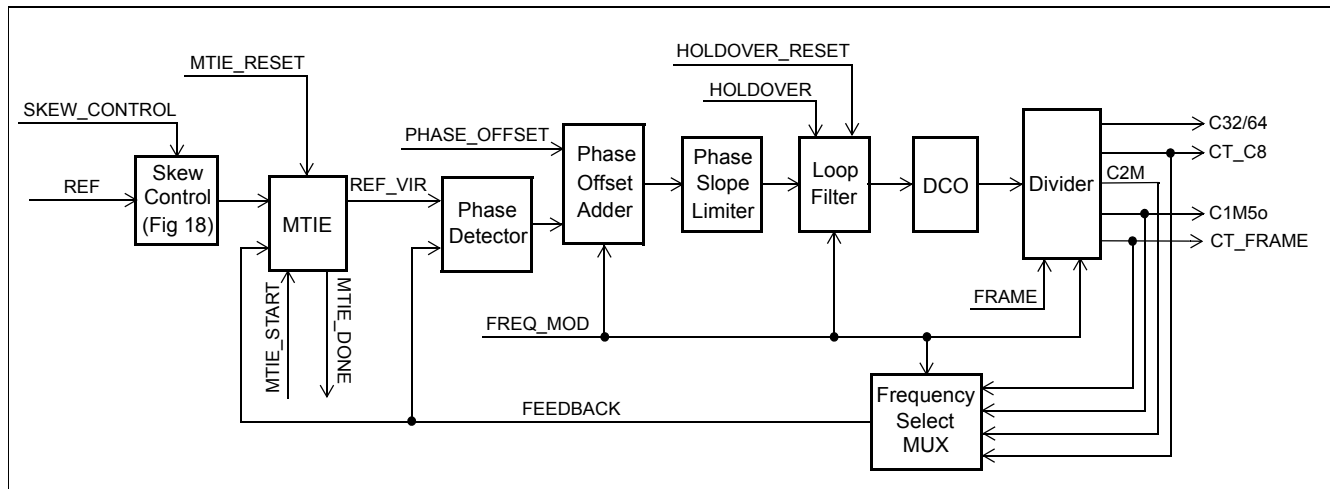 HOLDOVER_RESET
MTIE_RESET
HOLDOVER
SKEW_CONTROL
PHASE_OFFSET
C32/64
CT_C8
C2M
C1M5o
CT_FRAME
REF
Skew
Control
(Fig 18)
REF_VIR
MTIE
Phase
Detector
Phase
Offset
Adder
Phase
Slope
Limiter
Loop
Filter
DCO
Divider
MTIE_START
MTIE_DONE
FRAME
FREQ_MOD
FEEDBACK
Frequency
Select
MUX